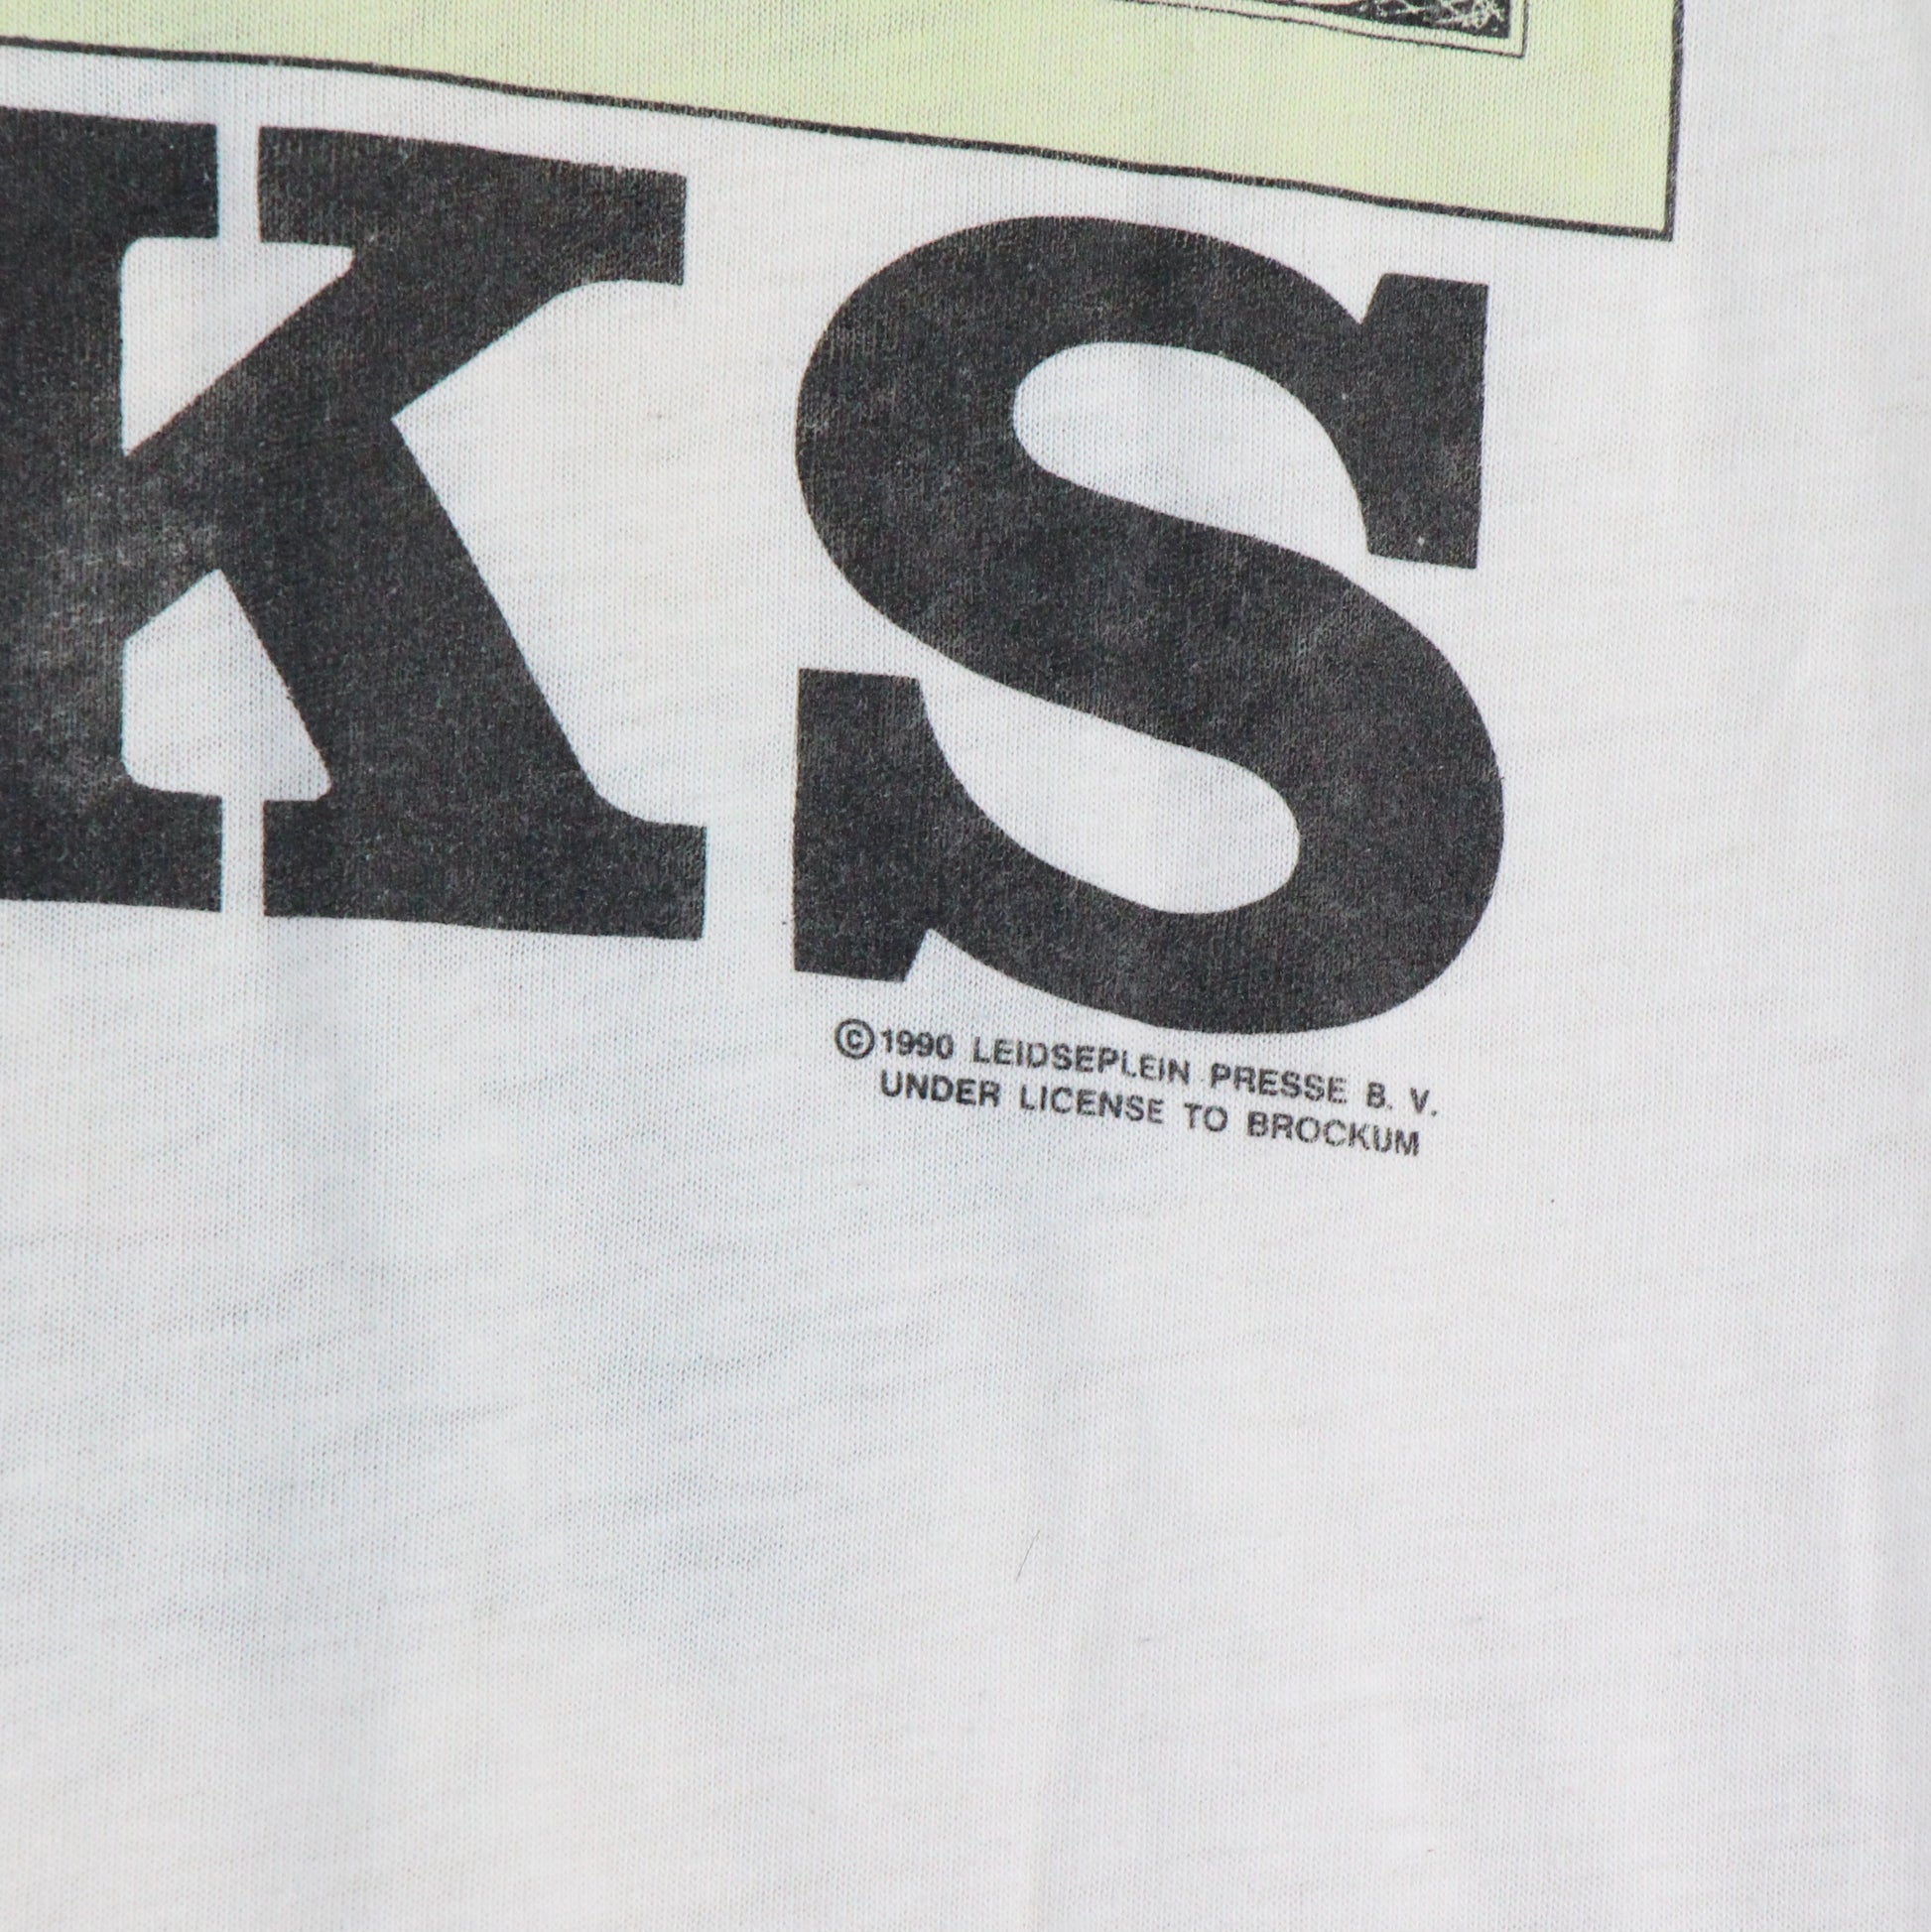 KS
©1990 LEIDSEPLEIN PRESSE B. V.
UNDER LICENSE TO BROCKUM